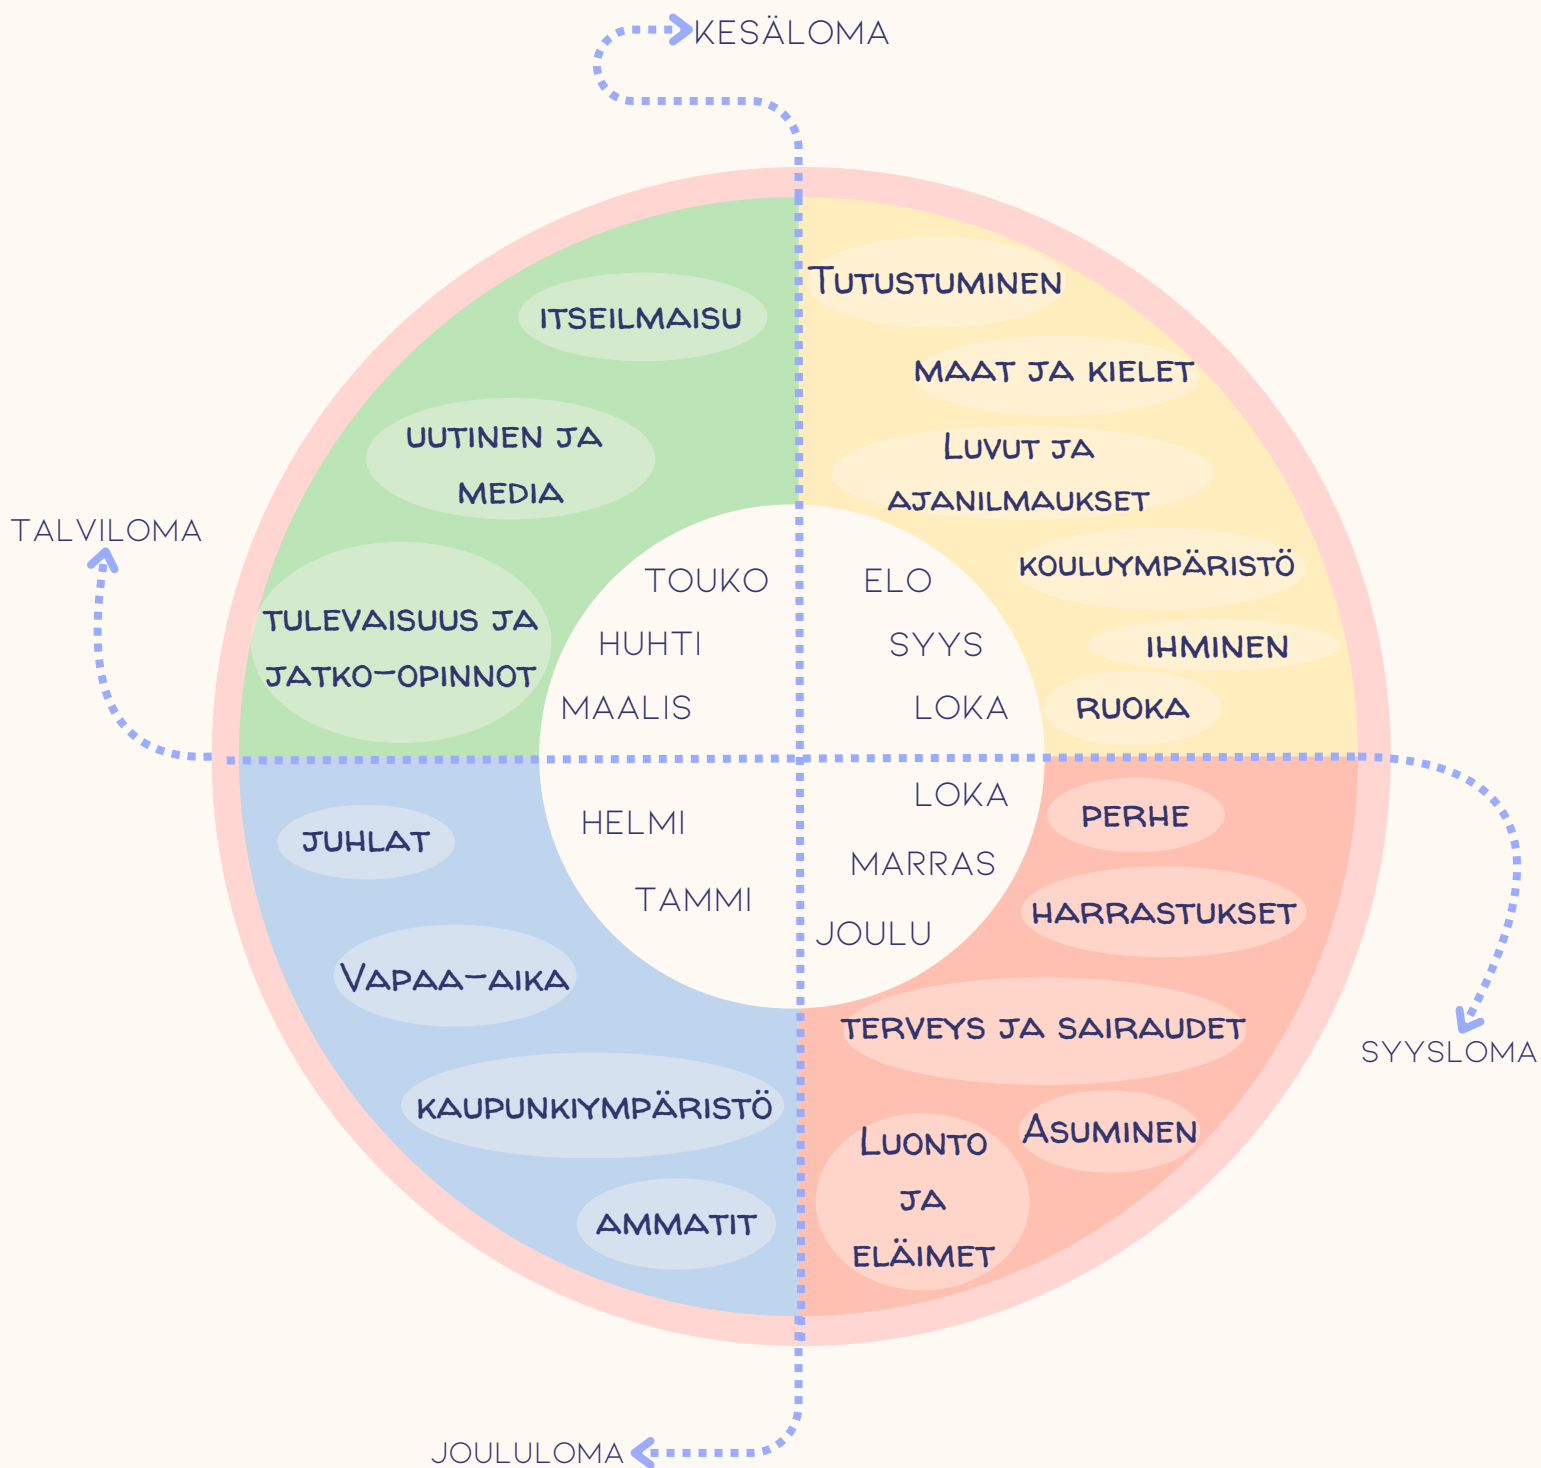 KESÄLOMA
Tutustuminen
maat ja kielet
Luvut ja
ajanilmaukset
kouluympäristö
ihminen
ruoka
ELO
SYYS
LOKA
LOKA
MARRAS
JOULU
perhe
harrastukset
terveys ja sairaudet
Asuminen
Luonto
ja
eläimet
SYYSLOMA
JOULULOMA
ammatit
kaupunkiympäristö
Vapaa-aika
juhlat
TAMMI
HELMI
TALVILOMA
MAALIS
HUHTI
TOUKO
tulevaisuus ja
jatko-opinnot
uutinen ja
media
itseilmaisu